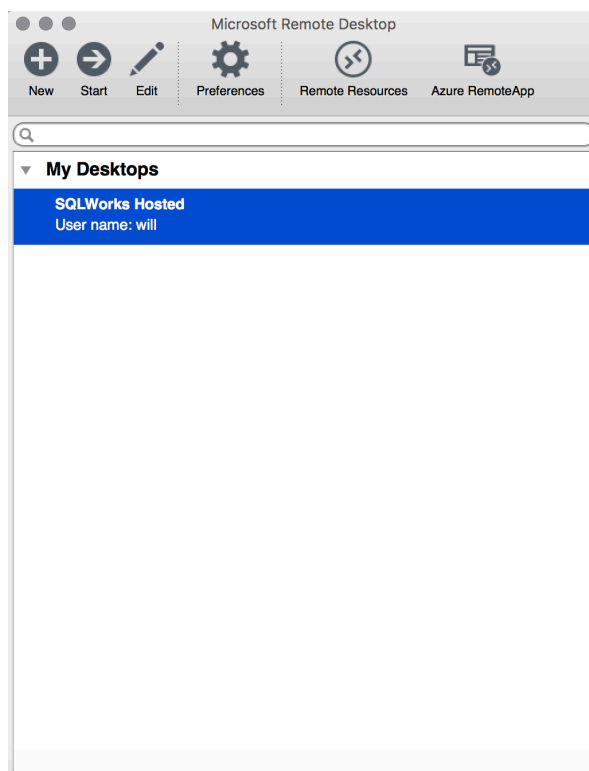 Microsoft Remote Desktop
New Start Edit Preferences Remote Resources Azure RemoteApp
My Desktops
SQLWorks Hosted
User name: will